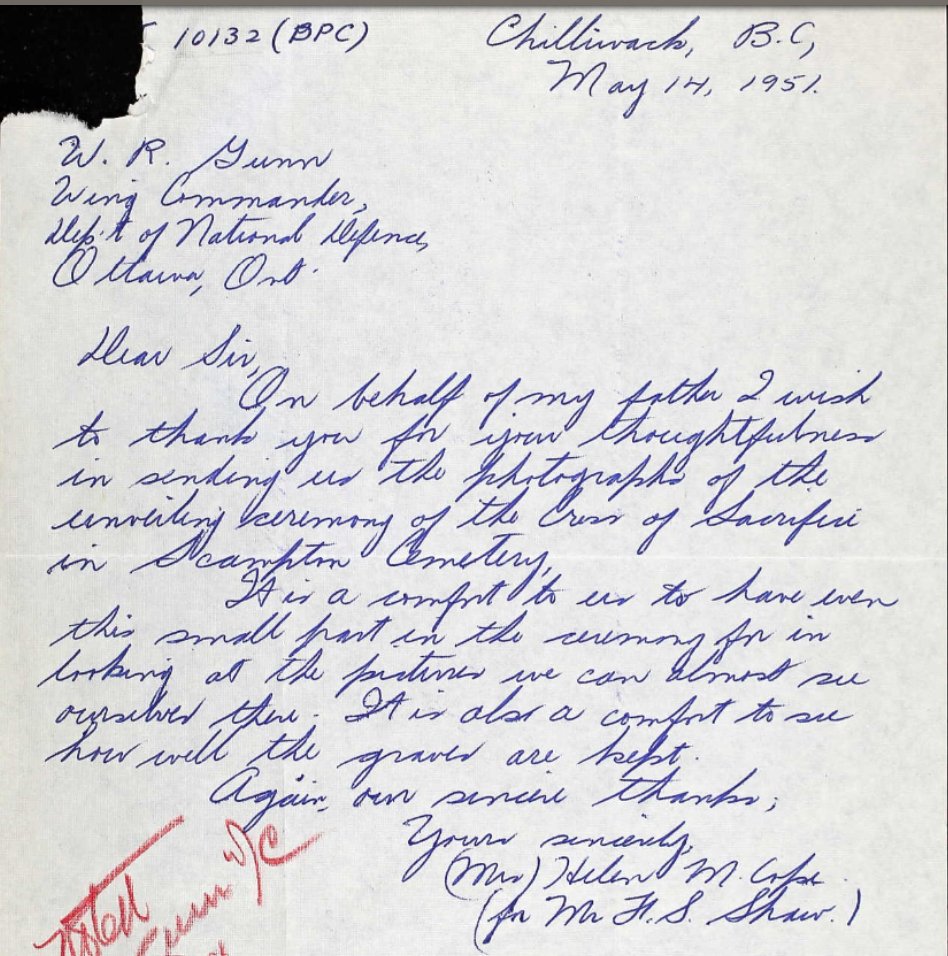 10132 (BPC)
Chilliwack, B.C,
May 14, 1951.
W. R. Gunn
Wing Commander,
Dep't of National Defence,
Ottawa, Ont.
Dear Sir,
On behalf of my father I wish
to thank you for your thoughtfulness
in sending us the photographs of the
unveiling ceremony of the Cross of Sacrifice
in Scampton Cemetery.
It is a comfort to us to have even
this small part in the ceremony for in
looking at the pictures we can almost see
ourselves there. It is also a comfort to see
how well the graves are kept.
Again, our sincere thanks;
Yours sincerely,
(Mrs) Helen M. Cope.
(for Mr H. S. Shaw.)
Noted
Gunn W/C